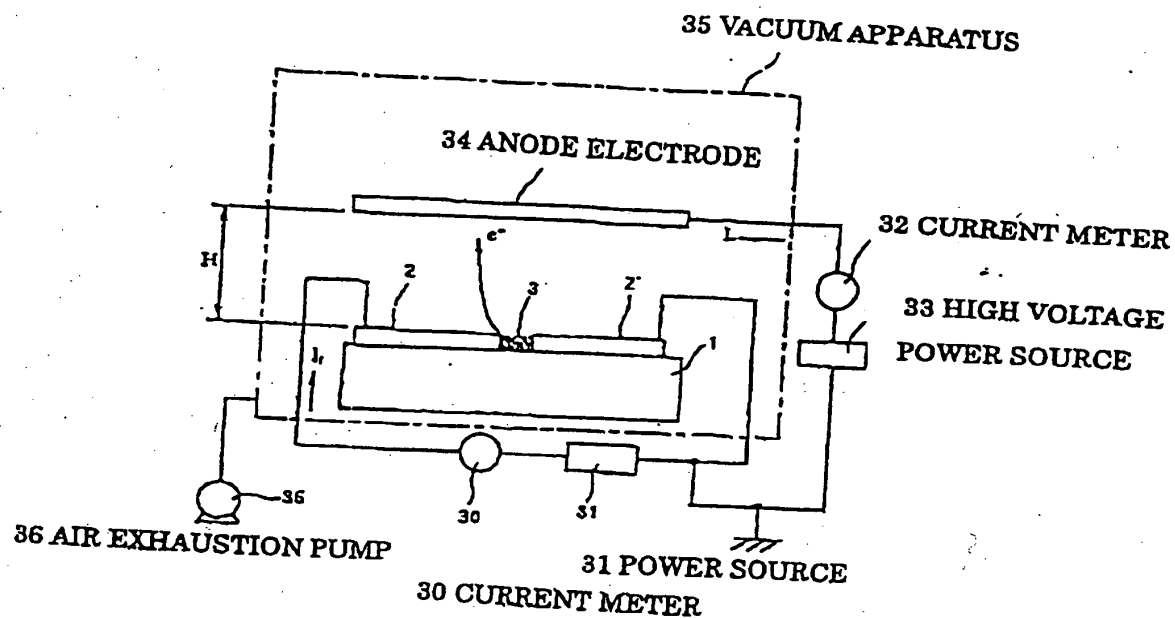 35 VACUUM APPARATUS
34 ANODE ELECTRODE
32 CURRENT METER
H
e⁻
2
3
2'
33 HIGH VOLTAGE
POWER SOURCE
1
If
36
30
31
36 AIR EXHAUSTION PUMP
31 POWER SOURCE
30 CURRENT METER